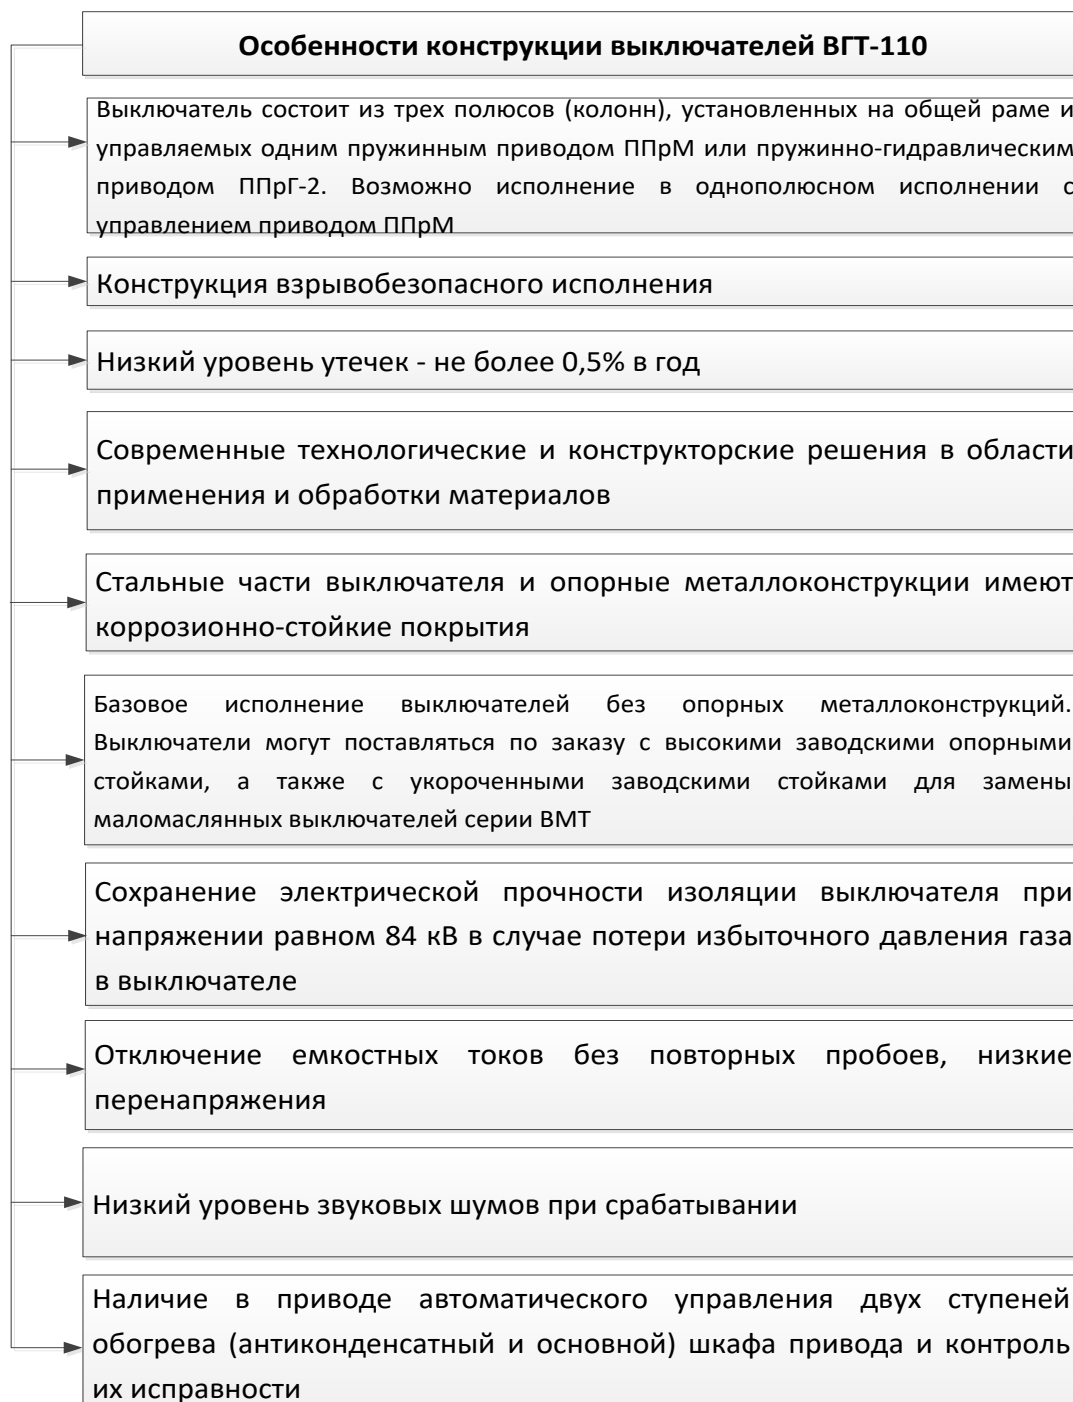 Особенности конструкции выключателей ВГТ-110
Выключатель состоит из трех полюсов (колонн), установленных на общей раме и
управляемых одним пружинным приводом ППрМ или пружинно-гидравлическим
приводом ППрГ-2. Возможно исполнение в однополюсном исполнении с
управлением приводом ППрМ
Конструкция взрывобезопасного исполнения
Низкий уровень утечек - не более 0,5% в год
Современные технологические и конструкторские решения в области
применения и обработки материалов
Стальные части выключателя и опорные металлоконструкции имеют
коррозионно-стойкие покрытия
Базовое исполнение выключателей без опорных металлоконструкций.
Выключатели могут поставляться по заказу с высокими заводскими опорными
стойками, а также с укороченными заводскими стойками для замены
маломаслянных выключателей серии ВМТ
Сохранение электрической прочности изоляции выключателя при
напряжении равном 84 кВ в случае потери избыточного давления газа
в выключателе
Отключение емкостных токов без повторных пробоев, низкие
перенапряжения
Низкий уровень звуковых шумов при срабатывании
Наличие в приводе автоматического управления двух ступеней
обогрева (антиконденсатный и основной) шкафа привода и контроль
их исправности